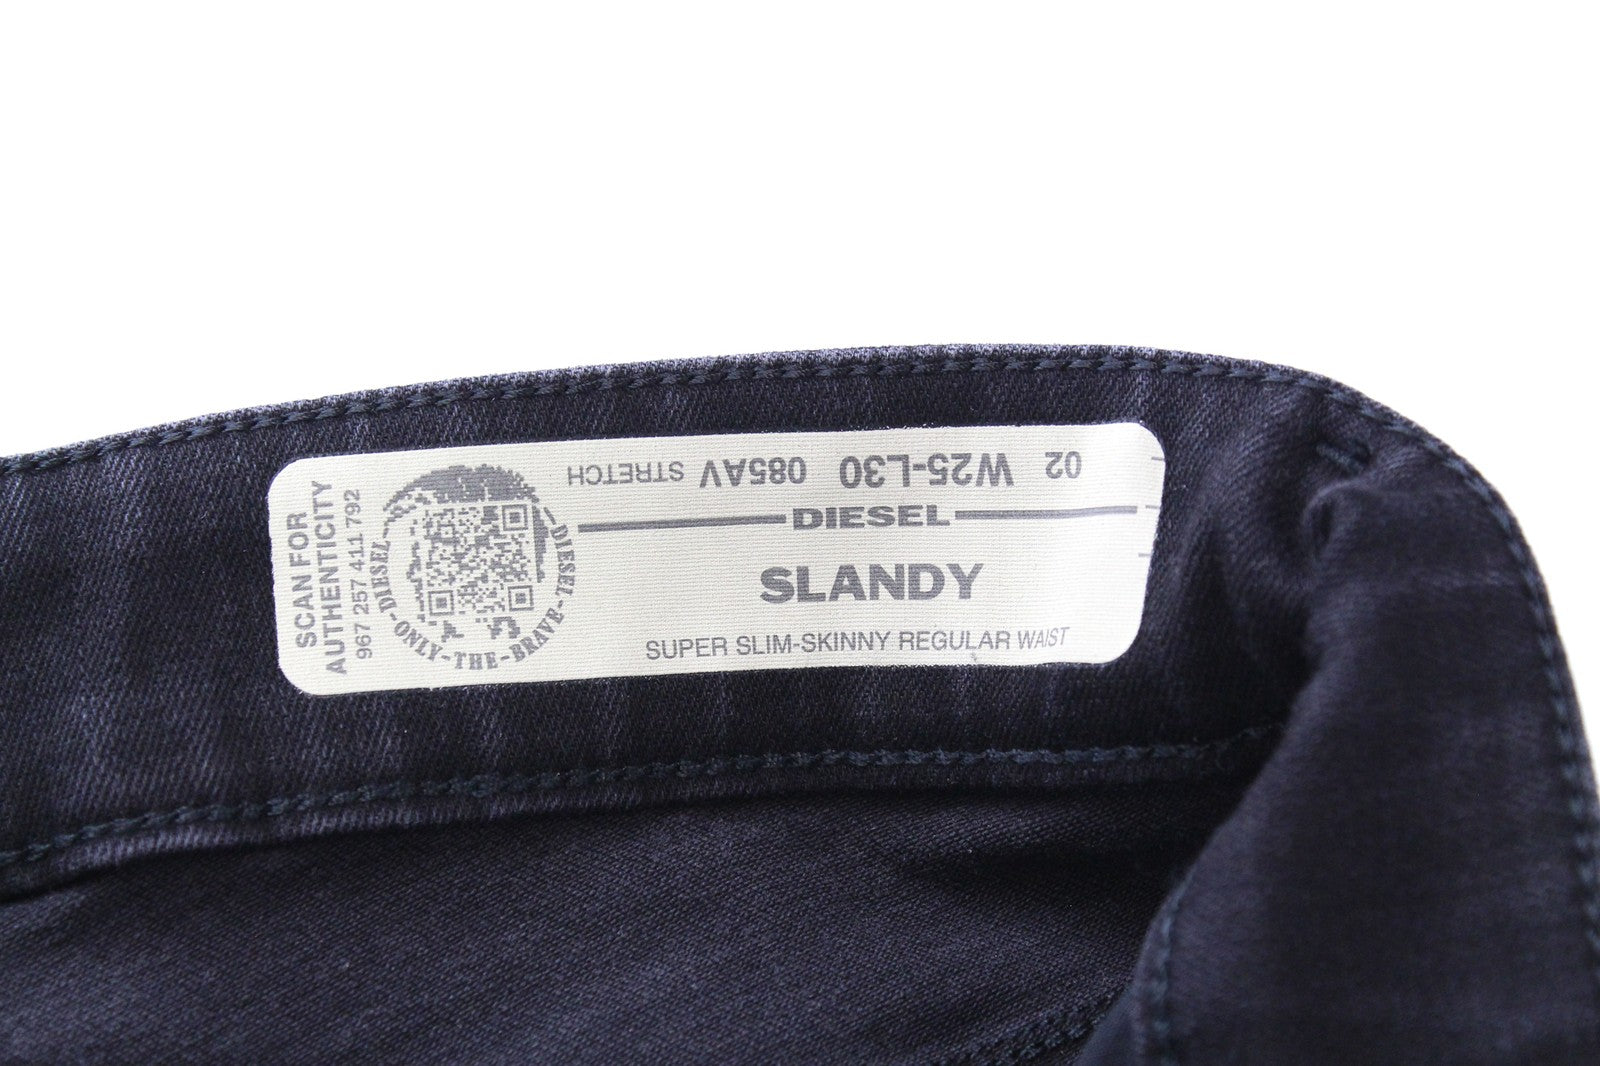 SCAN FOR
AUTHENTICITY
967 257 411 792
DIESEL-ONLY-THE-BRAVE-DIESEL
02 W25-L30 085AV STRETCH
DIESEL
SLANDY
SUPER SLIM-SKINNY REGULAR WAIST